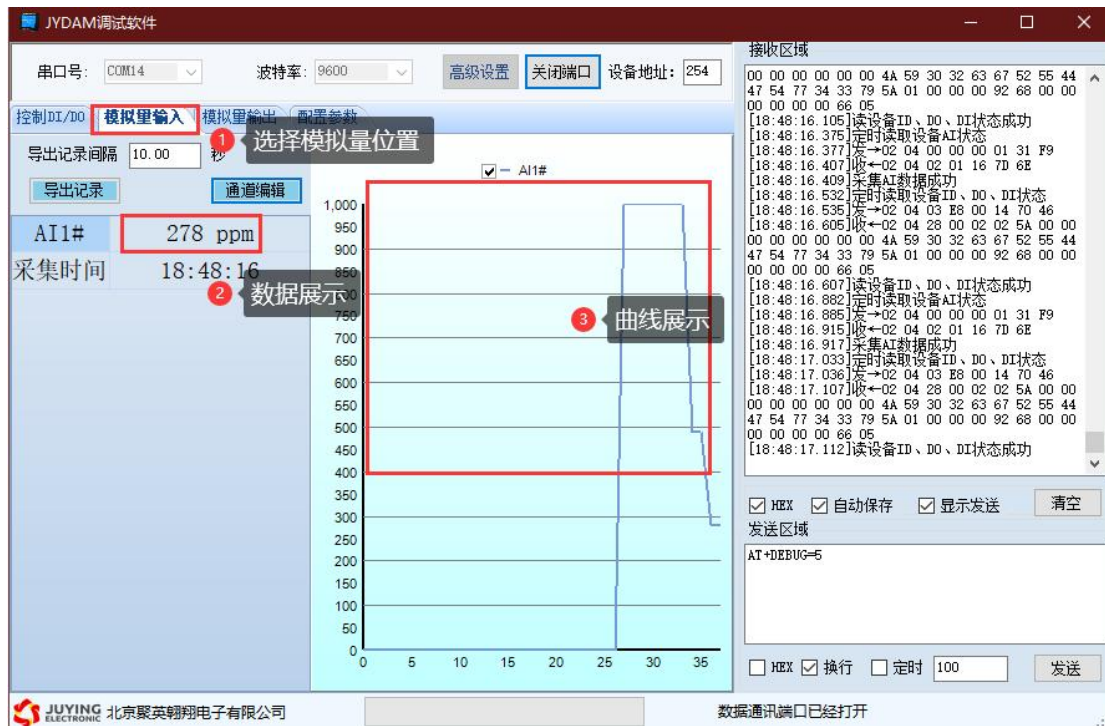 JYDAM调试软件
串口号: COM14 波特率: 9600 高级设置 关闭端口 设备地址: 254
控制DI/DO 模拟量输入 模拟量输出 配置参数
1 选择模拟量位置
导出记录间隔 10.00 秒
导出记录 通道编辑
AI1# 278 ppm
采集时间 18:48:16
2 数据展示
AI1#
1,000
950
900
850
750
700
650
600
550
500
450
400
350
300
250
200
150
100
50
0
0 5 10 15 20 25 30 35
3 曲线展示
接收区域
00 00 00 00 00 00 4A 59 30 32 63 67 52 55 44
47 54 77 34 33 79 5A 01 00 00 00 92 68 00 00
00 00 00 00 66 05
[18:48:16.105]读设备ID、DO、DI状态成功
[18:48:16.375]定时读取设备AI状态
[18:48:16.377]发→02 04 00 00 00 01 31 F9
[18:48:16.407]收←02 04 02 01 16 7D 6E
[18:48:16.409]采集AI数据成功
[18:48:16.532]定时读取设备ID、DO、DI状态
[18:48:16.535]发→02 04 03 E8 00 14 70 46
[18:48:16.605]收←02 04 28 00 02 02 5A 00 00
00 00 00 00 00 00 4A 59 30 32 63 67 52 55 44
47 54 77 34 33 79 5A 01 00 00 00 92 68 00 00
00 00 00 00 66 05
[18:48:16.607]读设备ID、DO、DI状态成功
[18:48:16.882]定时读取设备AI状态
[18:48:16.885]发→02 04 00 00 00 01 31 F9
[18:48:16.915]收←02 04 02 01 16 7D 6E
[18:48:16.917]采集AI数据成功
[18:48:17.033]定时读取设备ID、DO、DI状态
[18:48:17.036]发→02 04 03 E8 00 14 70 46
[18:48:17.107]收←02 04 28 00 02 02 5A 00 00
00 00 00 00 00 00 4A 59 30 32 63 67 52 55 44
47 54 77 34 33 79 5A 01 00 00 00 92 68 00 00
00 00 00 00 66 05
[18:48:17.112]读设备ID、DO、DI状态成功
HEX 自动保存 显示发送 清空
发送区域
AT+DEBUG=5
HEX 换行 定时 100 发送
JUYING ELECTRONIC 北京聚英翱翔电子有限公司 数据通讯端口已经打开